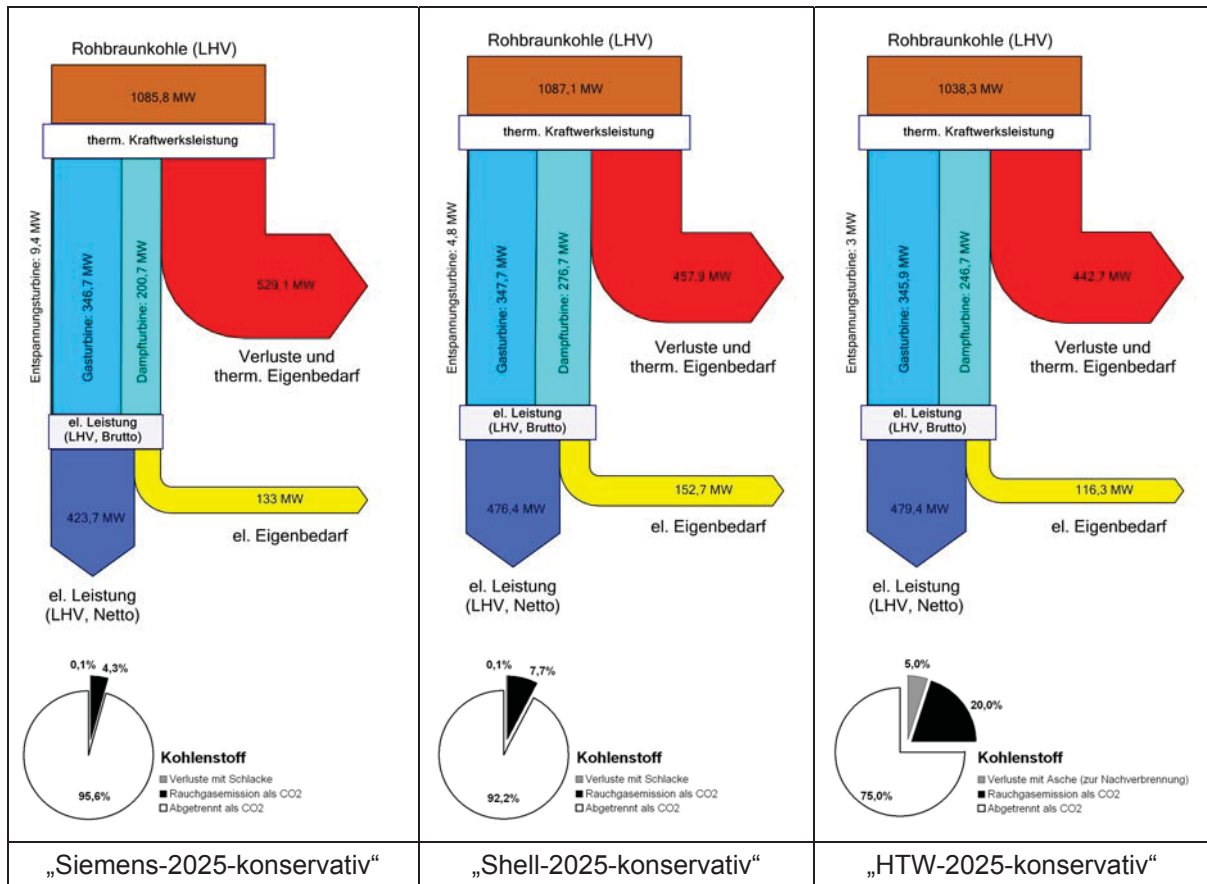 Rohbraunkohle (LHV)
1085,8 MW
therm. Kraftwerksleistung
Entspannungsturbine: 9,4 MW
Gasturbine: 346,7 MW
Dampfturbine: 200,7 MW
529,1 MW
Verluste und
therm. Eigenbedarf
el. Leistung
(LHV, Brutto)
133 MW
423,7 MW
el. Eigenbedarf
el. Leistung
(LHV, Netto)
0,1%
4,3%
95,6%
Kohlenstoff
Verluste mit Schlacke
Rauchgasemission als CO2
Abgetrennt als CO2
„Siemens-2025-konservativ“
Rohbraunkohle (LHV)
1087,1 MW
therm. Kraftwerksleistung
Entspannungsturbine: 4,8 MW
Gasturbine: 347,7 MW
Dampfturbine: 276,7 MW
457,9 MW
Verluste und
therm. Eigenbedarf
el. Leistung
(LHV, Brutto)
152,7 MW
476,4 MW
el. Eigenbedarf
el. Leistung
(LHV, Netto)
0,1%
7,7%
92,2%
Kohlenstoff
Verluste mit Schlacke
Rauchgasemission als CO2
Abgetrennt als CO2
„Shell-2025-konservativ“
Rohbraunkohle (LHV)
1038,3 MW
therm. Kraftwerksleistung
Entspannungsturbine: 3 MW
Gasturbine: 345,9 MW
Dampfturbine: 246,7 MW
442,7 MW
Verluste und
therm. Eigenbedarf
el. Leistung
(LHV, Brutto)
116,3 MW
479,4 MW
el. Eigenbedarf
el. Leistung
(LHV, Netto)
5,0%
20,0%
75,0%
Kohlenstoff
Verluste mit Asche (zur Nachverbrennung)
Rauchgasemission als CO2
Abgetrennt als CO2
„HTW-2025-konservativ“